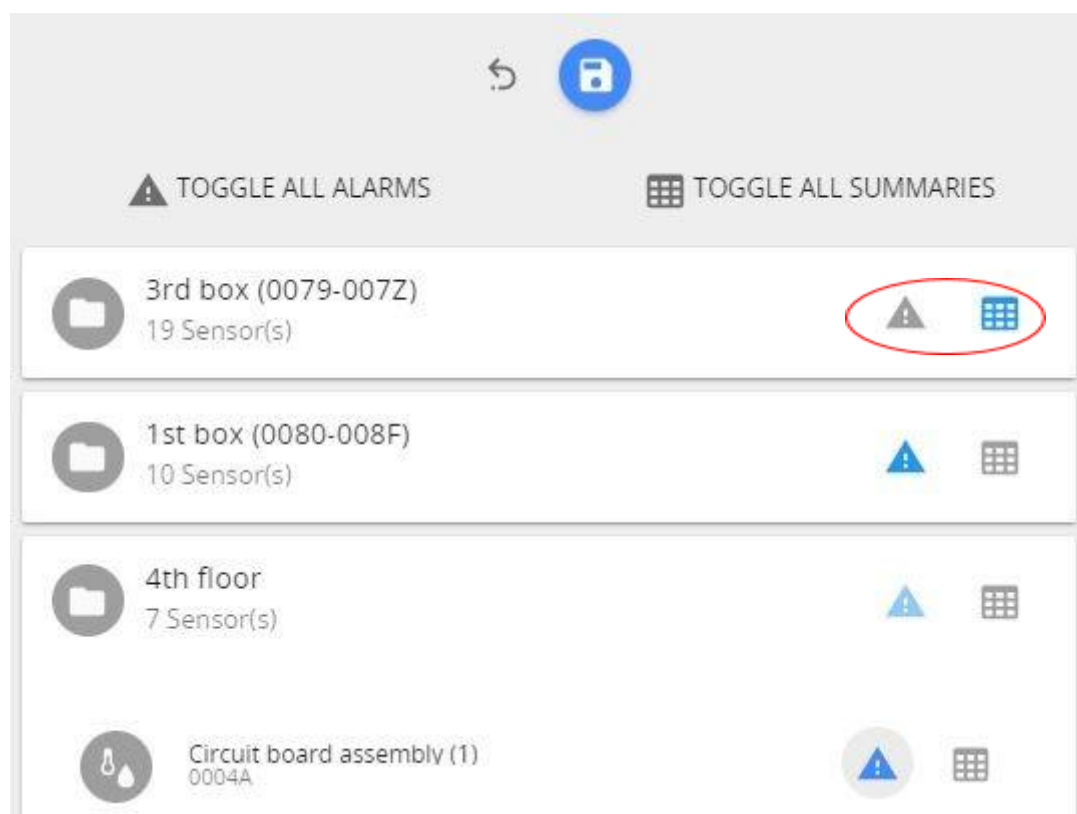 TOGGLE ALL ALARMS
TOGGLE ALL SUMMARIES
3rd box (0079-007Z)
19 Sensor(s)
1st box (0080-008F)
10 Sensor(s)
4th floor
7 Sensor(s)
Circuit board assembly (1)
0004A